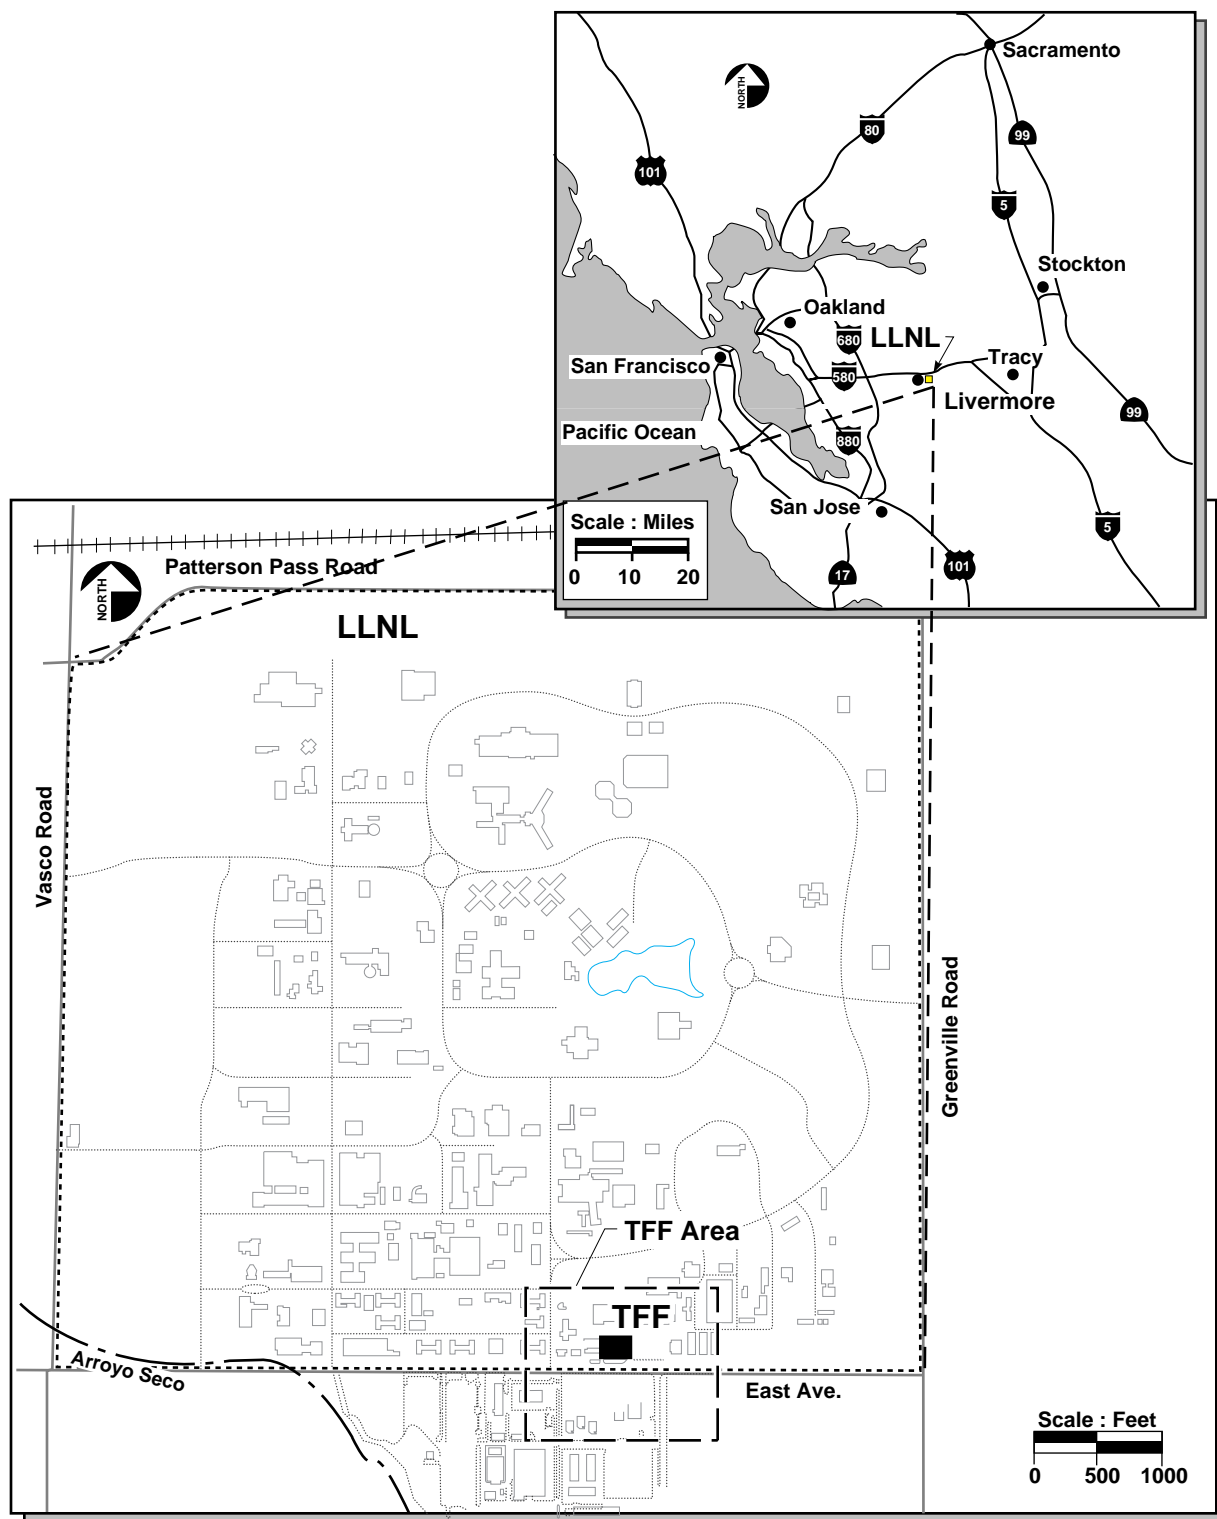 Sacramento
NORTH
80
99
101
5
Stockton
Oakland
680
LLNL
San Francisco
580
Tracy
Livermore
99
Pacific Ocean
880
San Jose
Scale : Miles
0 10 20
5
17
101
Patterson Pass Road
NORTH
LLNL
Vasco Road
Greenville Road
TFF Area
TFF
Arroyo Seco
East Ave.
Scale : Feet
0 500 1000